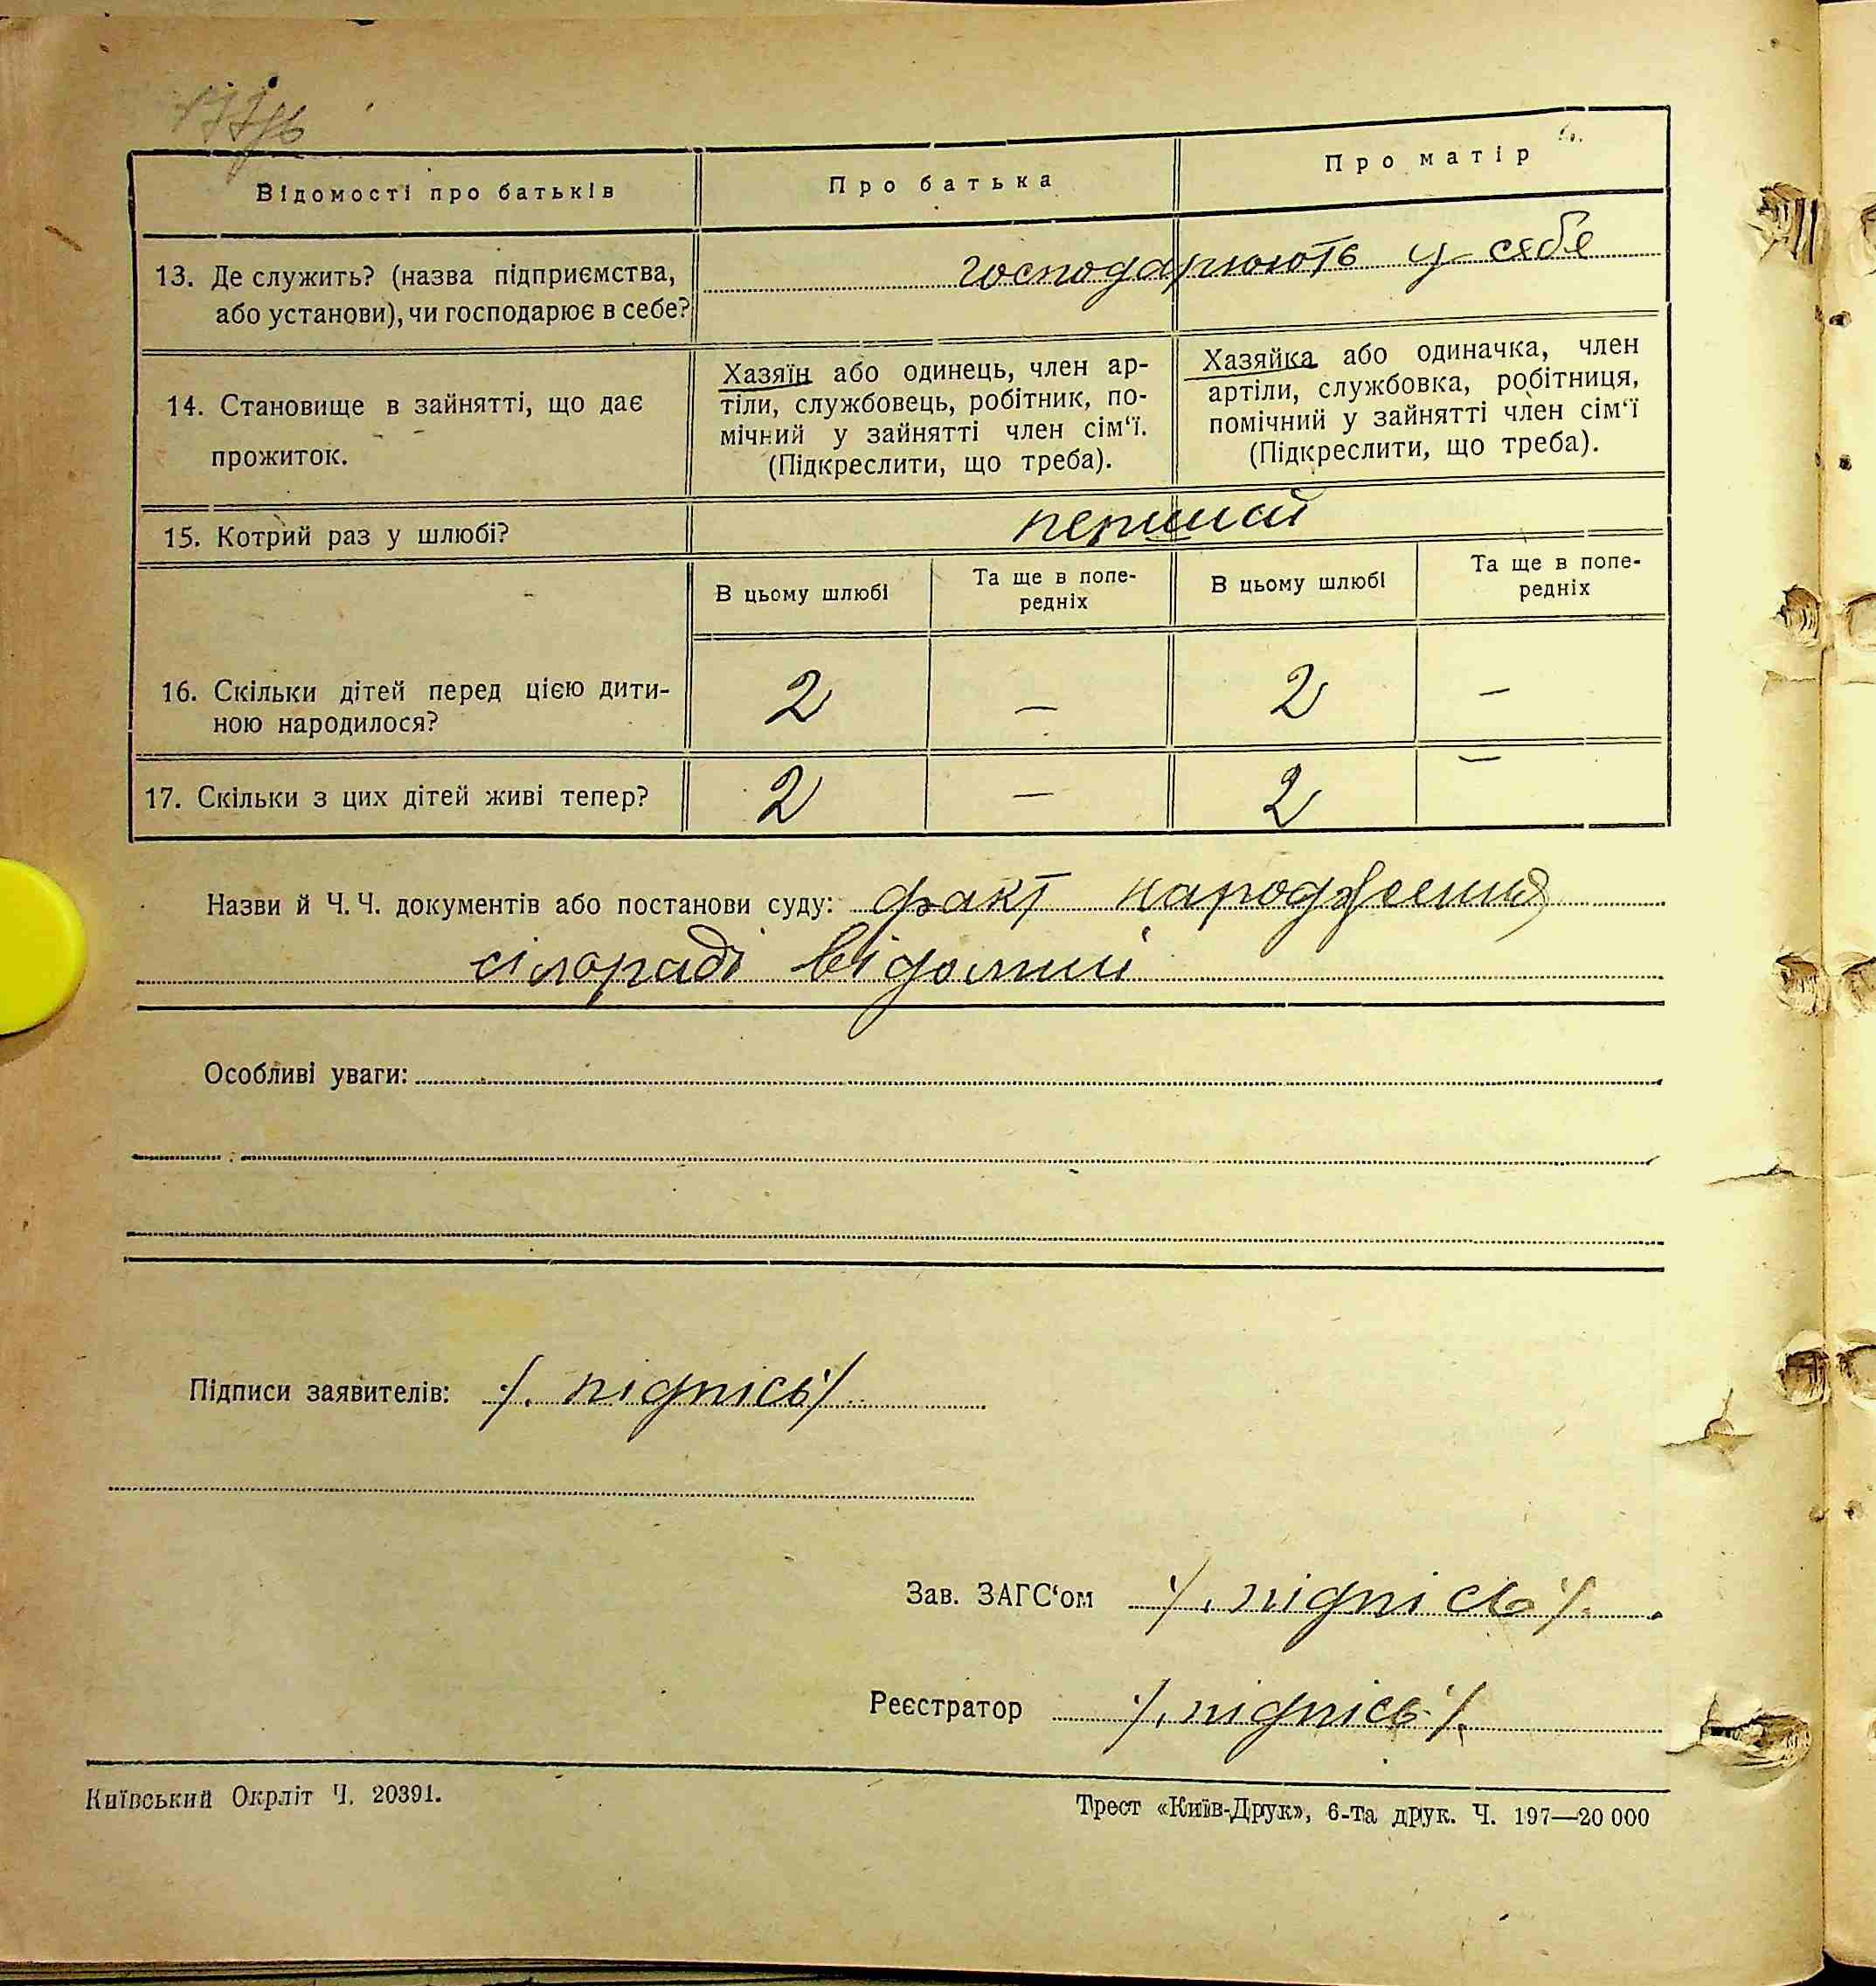 Відомості про батьків
Про батька
Про матір
13. Де служить? (назва підприємства,
або установи), чи господарює в себе?
господарюють у сябе
14. Становище в зайнятті, що дає
прожиток.
Хазяїн або одинець, член ар-
тіли, службовець, робітник, по-
мічний у зайнятті член сім'ї.
(Підкреслити, що треба).
Хазяйка або одиначка, член
артіли, службовка, робітниця,
помічний у зайнятті член сім'ї
(Підкреслити, що треба).
15. Котрий раз у шлюбі?
перший
В цьому шлюбі
Та ще в попе-
редніх
В цьому шлюбі
Та ще в попе-
редніх
16. Скільки дітей перед цією дити-
ною народилося?
2 — 2 —
17. Скільки з цих дітей живі тепер?
2 — 2 —
Назви й Ч.Ч. документів або постанови суду: факт народження
сілораді відомий
Особливі уваги:
Підписи заявителів: /. підпісь/
Зав. ЗАГС'ом /. підпісь/.
Реєстратор /. підпісь/.
Київський Окрліт Ч. 20391.
Трест «Київ-Друк», 6-та друк. Ч. 197—20 000